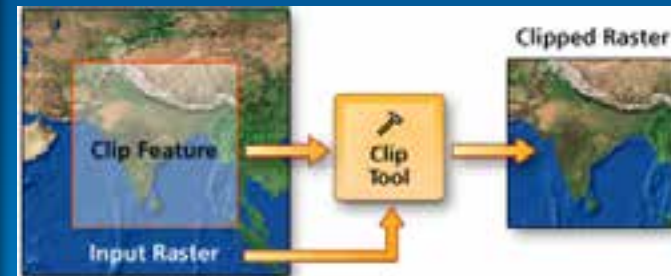 Clipped Raster
Clip Feature
Clip
Tool
Input Raster